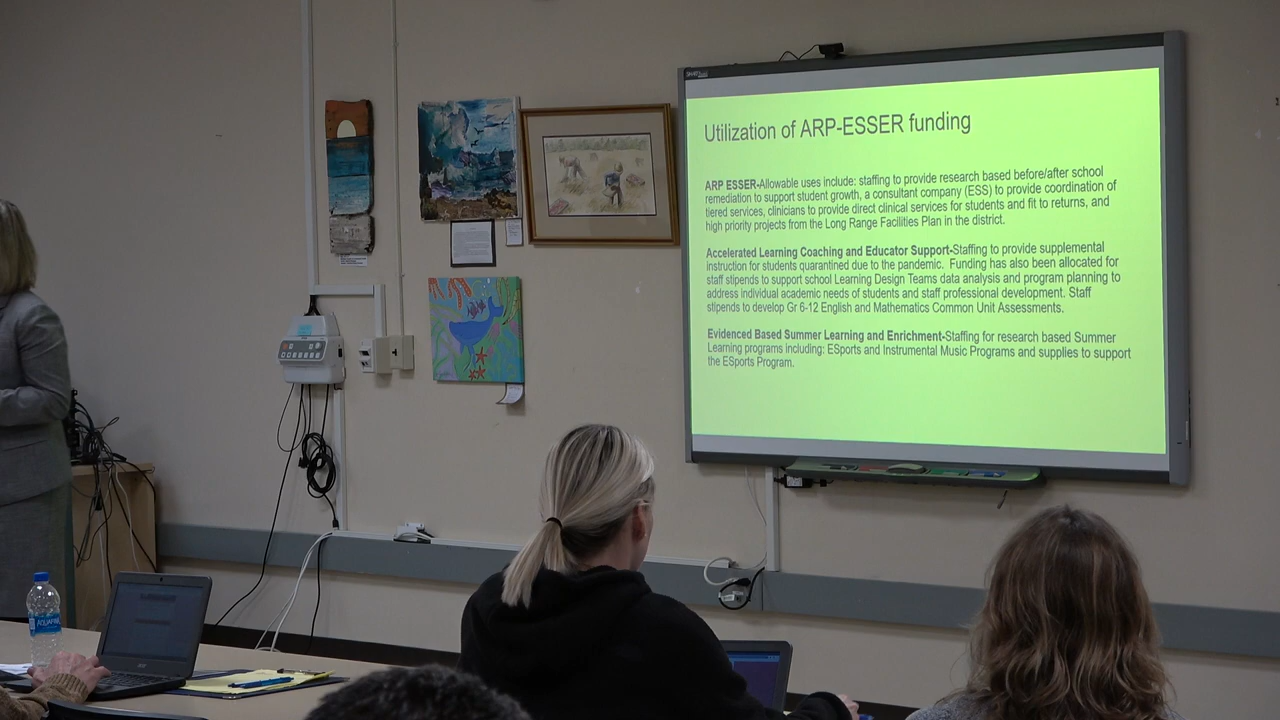 SMART
Utilization of ARP-ESSER funding
ARP ESSER-Allowable uses include: staffing to provide research based before/after school
remediation to support student growth, a consultant company (ESS) to provide coordination of
tiered services, clinicians to provide direct clinical services for students and fit to returns, and
high priority projects from the Long Range Facilities Plan in the district.
Accelerated Learning Coaching and Educator Support-Staffing to provide supplemental
instruction for students quarantined due to the pandemic. Funding has also been allocated for
staff stipends to support school Learning Design Teams data analysis and program planning to
address individual academic needs of students and staff professional development. Staff
stipends to develop Gr 6-12 English and Mathematics Common Unit Assessments.
Evidenced Based Summer Learning and Enrichment-Staffing for research based Summer
Learning programs including: ESports and Instrumental Music Programs and supplies to support
the ESports Program.
AQUAFINA
acer